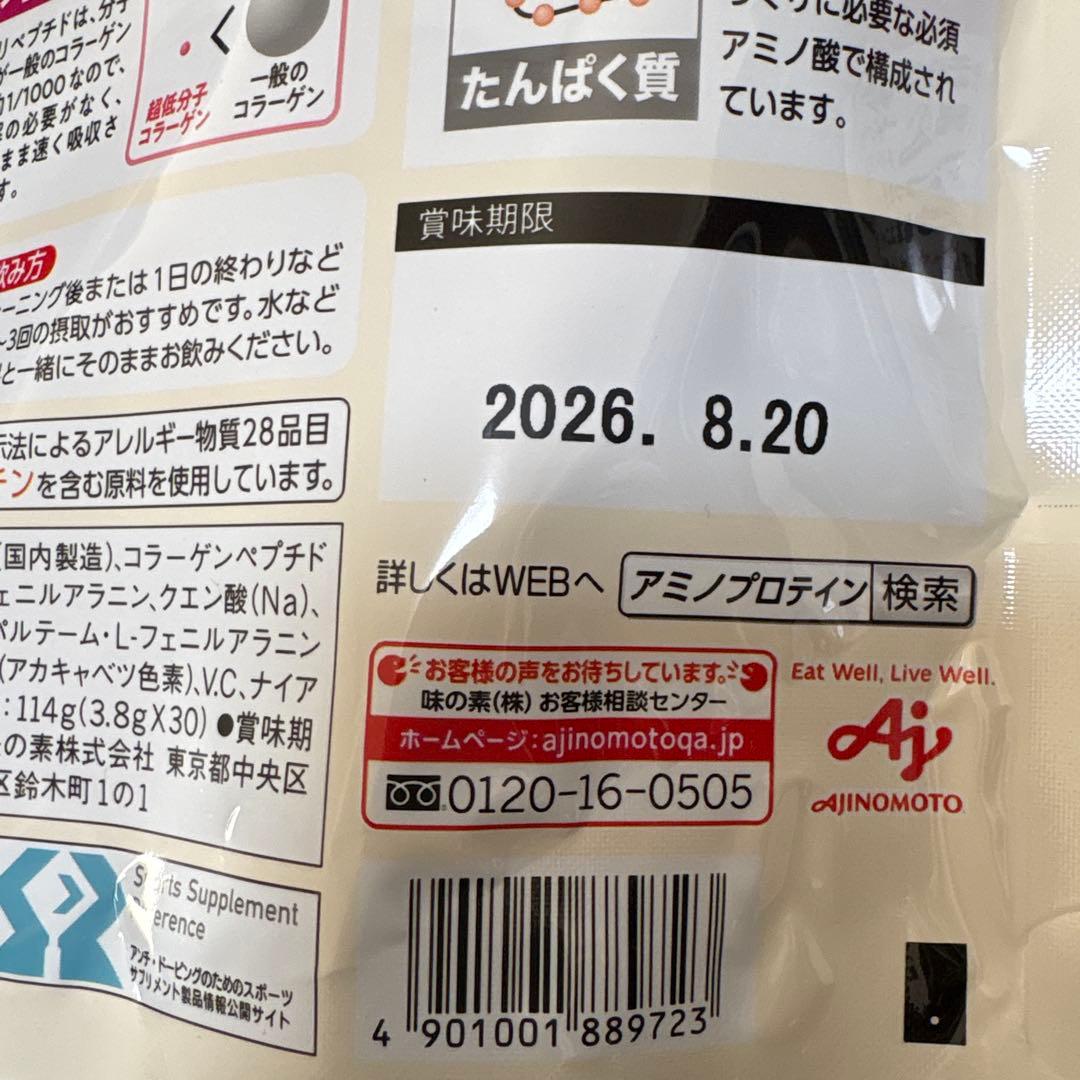 リペプチドは、分子
が一般のコラーゲン
1/1000なので、
の必要がなく、
まま速く吸収さ
す。
超低分子
コラーゲン
<
一般の
コラーゲン
たんぱく質
に必要な必須
アミノ酸で構成され
ています。
飲み方
ーニング後または1日の終わりなど
~3回の摂取がおすすめです。水など
と一緒にそのままお飲みください。
示法によるアレルギー物質28品目
チンを含む原料を使用しています。
(国内製造)、コラーゲンペプチド
ェニルアラニン、クエン酸(Na)、
パルテーム・L-フェニルアラニン
(アカキャベツ色素)、V.C、ナイア
:114g(3.8g×30) ●賞味期
の素株式会社 東京都中央区
区鈴木町1の1
Sports Supplement
erence
アンチ・ドーピングのためのスポーツ
サプリメント製品情報公開サイト
賞味期限
2026. 8.20
詳しくはWEBへ アミノプロテイン 検索
お客様の声をお待ちしています。
味の素(株) お客様相談センター
ホームページ:ajinomotoqa.jp
0120-16-0505
Eat Well, Live Well.
Aj
AJINOMOTO
4 901001 889723